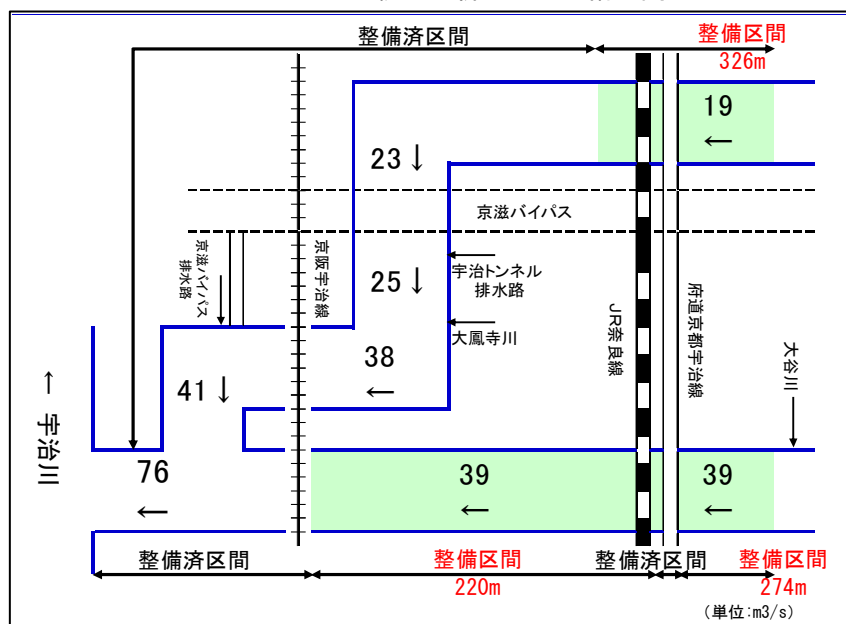 整備済区間
整備区間
326m
19
←
23 ↓
京滋バイパス
京滋バイパス
排水路
京阪宇治線
25 ↓
宇治トンネル
排水路
大鳳寺川
JR奈良線
府道京都宇治線
大谷川
38
←
41 ↓
← 宇治川
76
←
39
←
39
←
整備済区間
整備区間
220m
整備済区間
整備区間
274m
(単位:m3/s)